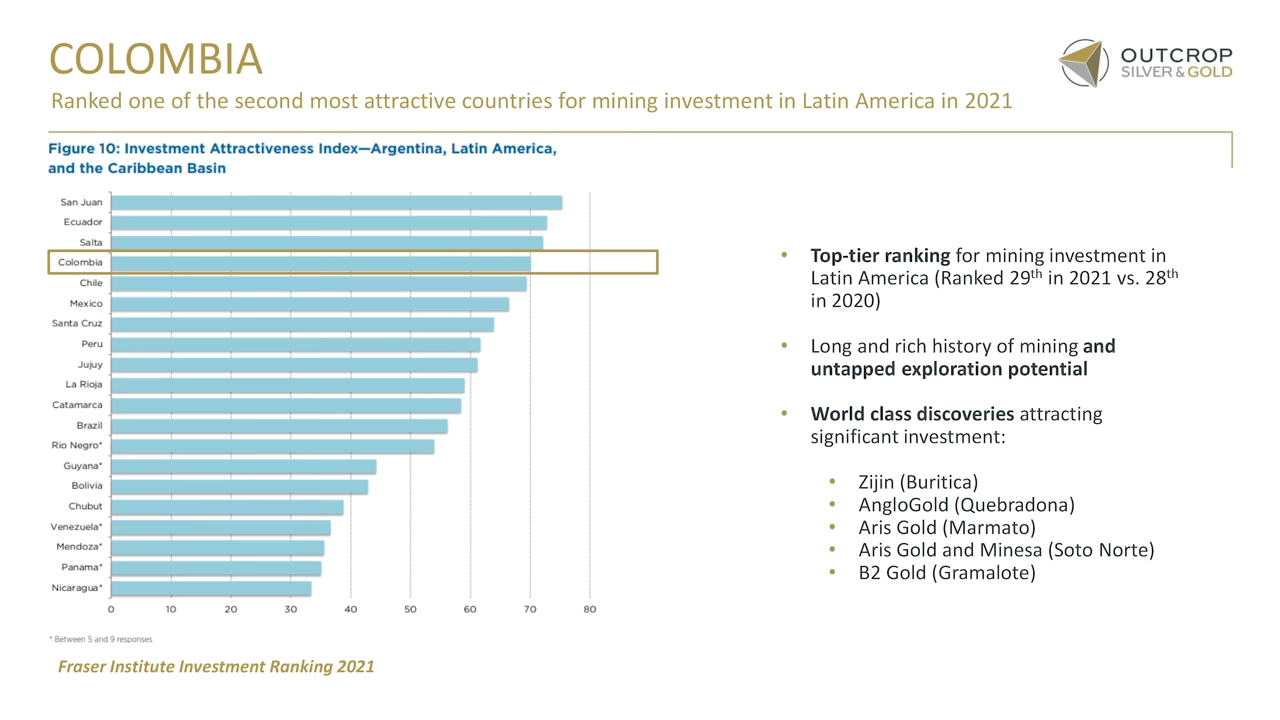 COLOMBIA
OUTCROP
SILVER & GOLD
Ranked one of the second most attractive countries for mining investment in Latin America in 2021
Figure 10: Investment Attractiveness Index—Argentina, Latin America,
and the Caribbean Basin
San Juan
Ecuador
Salta
Colombia
Chile
Mexico
Santa Cruz
Peru
Jujuy
La Rioja
Catamarca
Brazil
Rio Negro*
Guyana*
Bolivia
Chubut
Venezuela*
Mendoza*
Panama*
Nicaragua*
0 10 20 30 40 50 60 70 80
* Between 5 and 9 responses
Fraser Institute Investment Ranking 2021
• Top-tier ranking for mining investment in
Latin America (Ranked 29th in 2021 vs. 28th
in 2020)
• Long and rich history of mining and
untapped exploration potential
• World class discoveries attracting
significant investment:
• Zijin (Buritica)
• AngloGold (Quebradona)
• Aris Gold (Marmato)
• Aris Gold and Minesa (Soto Norte)
• B2 Gold (Gramalote)